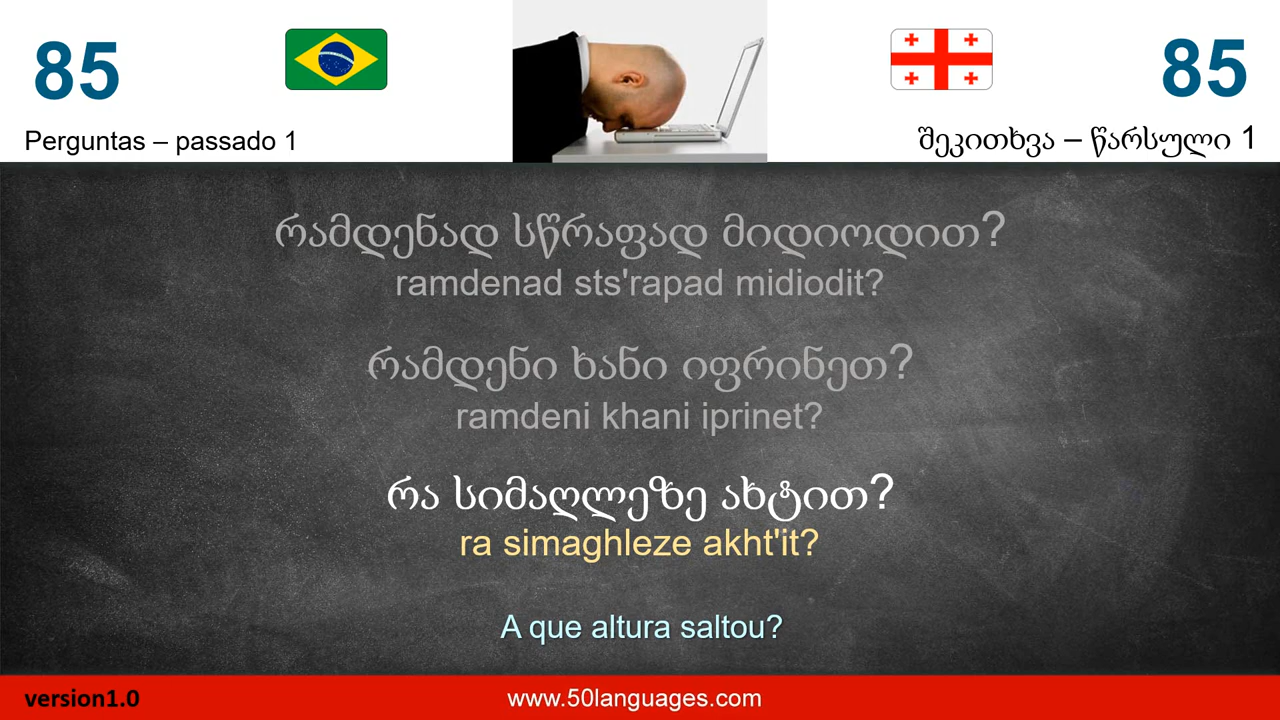 85
85
Perguntas – passado 1
შეკითხვა – წარსული 1
რამდენად სწრაფად მიდიოდით?
ramdenad sts'rapad midiodit?
რამდენი ხანი იფრინეთ?
ramdeni khani iprinet?
რა სიმაღლეზე ახტით?
ra simaghleze akht'it?
A que altura saltou?
version1.0
www.50languages.com